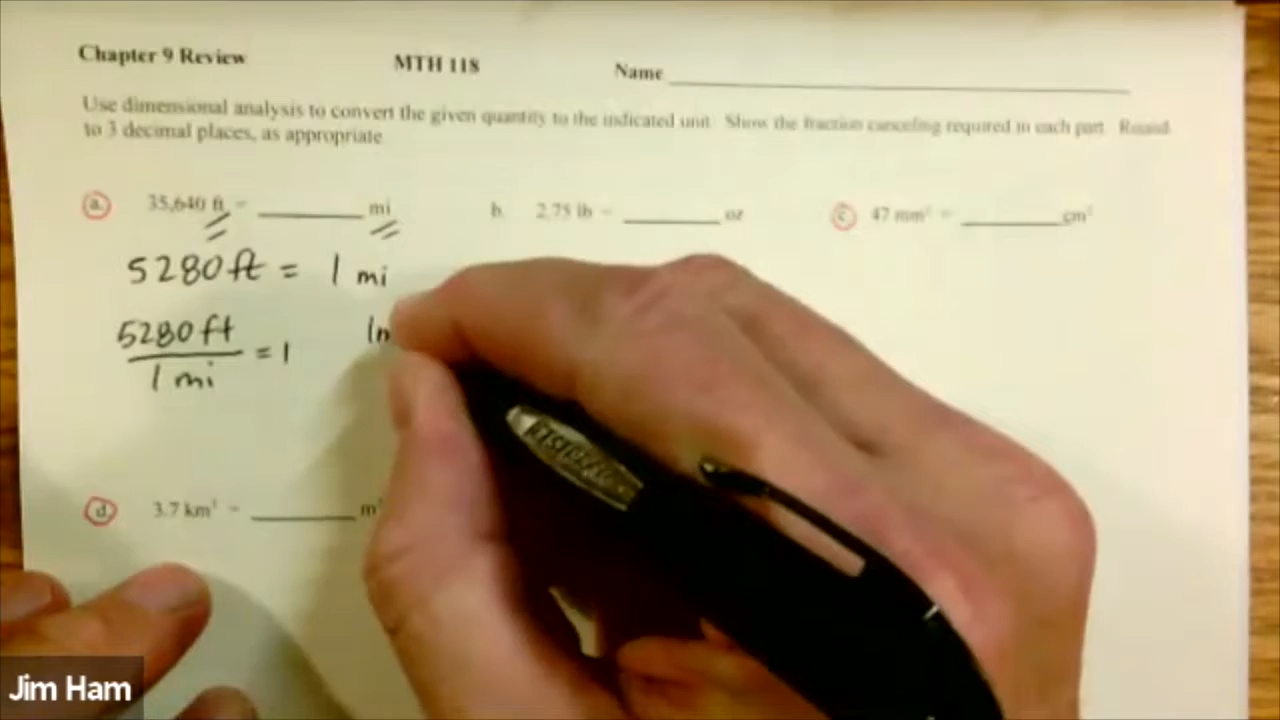 Chapter 9 Review MTH 118 Name
Use dimensional analysis to convert the given quantity to the indicated unit. Show the fraction canceling required in each part. Round
to 3 decimal places, as appropriate
a. 35,640 ft = mi b. 2.75 lb = oz c. 47 mm² = cm²
5280 ft = 1 mi
5280 ft
1 mi
= 1
d. 3.7 km = m
Jim Ham